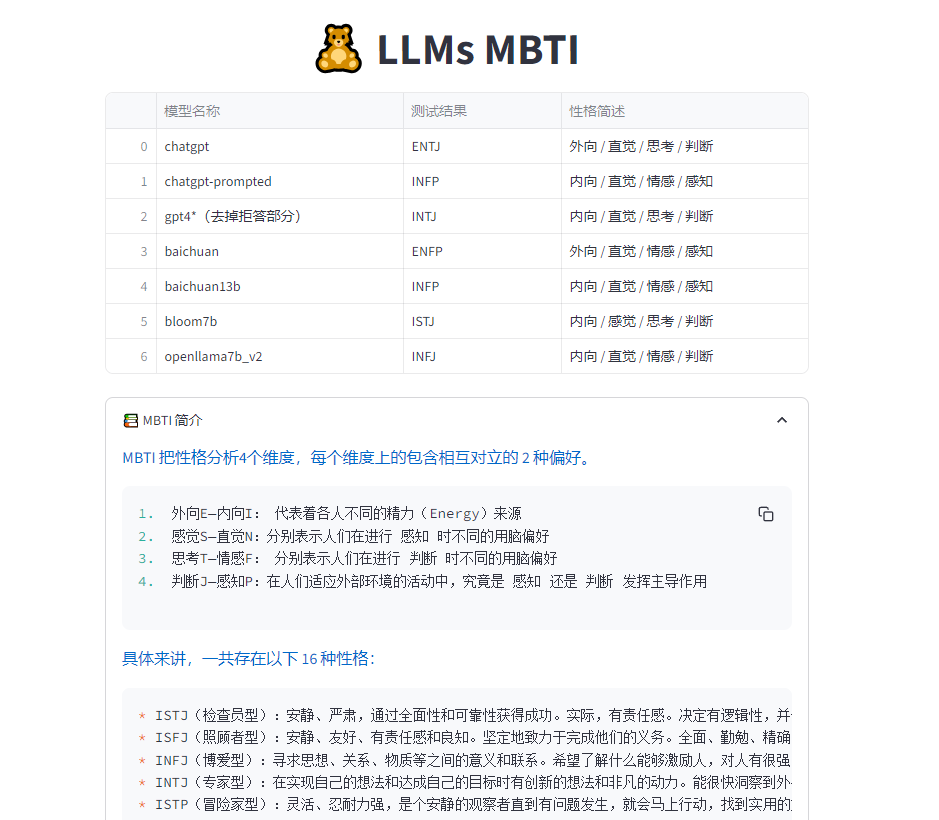 LLMs MBTI
模型名称 测试结果 性格简述
0 chatgpt ENTJ 外向 / 直觉 / 思考 / 判断
1 chatgpt-prompted INFP 内向 / 直觉 / 情感 / 感知
2 gpt4*（去掉拒答部分） INTJ 内向 / 直觉 / 思考 / 判断
3 baichuan ENFP 外向 / 直觉 / 情感 / 感知
4 baichuan13b INFP 内向 / 直觉 / 情感 / 感知
5 bloom7b ISTJ 内向 / 感觉 / 思考 / 判断
6 openllama7b_v2 INFJ 内向 / 直觉 / 情感 / 判断
MBTI 简介
MBTI 把性格分析4个维度，每个维度上的包含相互对立的 2 种偏好。
1. 外向E—内向I： 代表着各人不同的精力（Energy）来源
2. 感觉S—直觉N：分别表示人们在进行 感知 时不同的用脑偏好
3. 思考T—情感F： 分别表示人们在进行 判断 时不同的用脑偏好
4. 判断J—感知P：在人们适应外部环境的活动中，究竟是 感知 还是 判断 发挥主导作用
具体来讲，一共存在以下 16 种性格：
* ISTJ（检查员型）：安静、严肃，通过全面性和可靠性获得成功。实际，有责任感。决定有逻辑性，并
* ISFJ（照顾者型）：安静、友好、有责任感和良知。坚定地致力于完成他们的义务。全面、勤勉、精确
* INFJ（博爱型）：寻求思想、关系、物质等之间的意义和联系。希望了解什么能够激励人，对人有很强
* INTJ（专家型）：在实现自己的想法和达成自己的目标时有创新的想法和非凡的动力。能很快洞察到外
* ISTP（冒险家型）：灵活、忍耐力强，是个安静的观察者直到有问题发生，就会马上行动，找到实用的